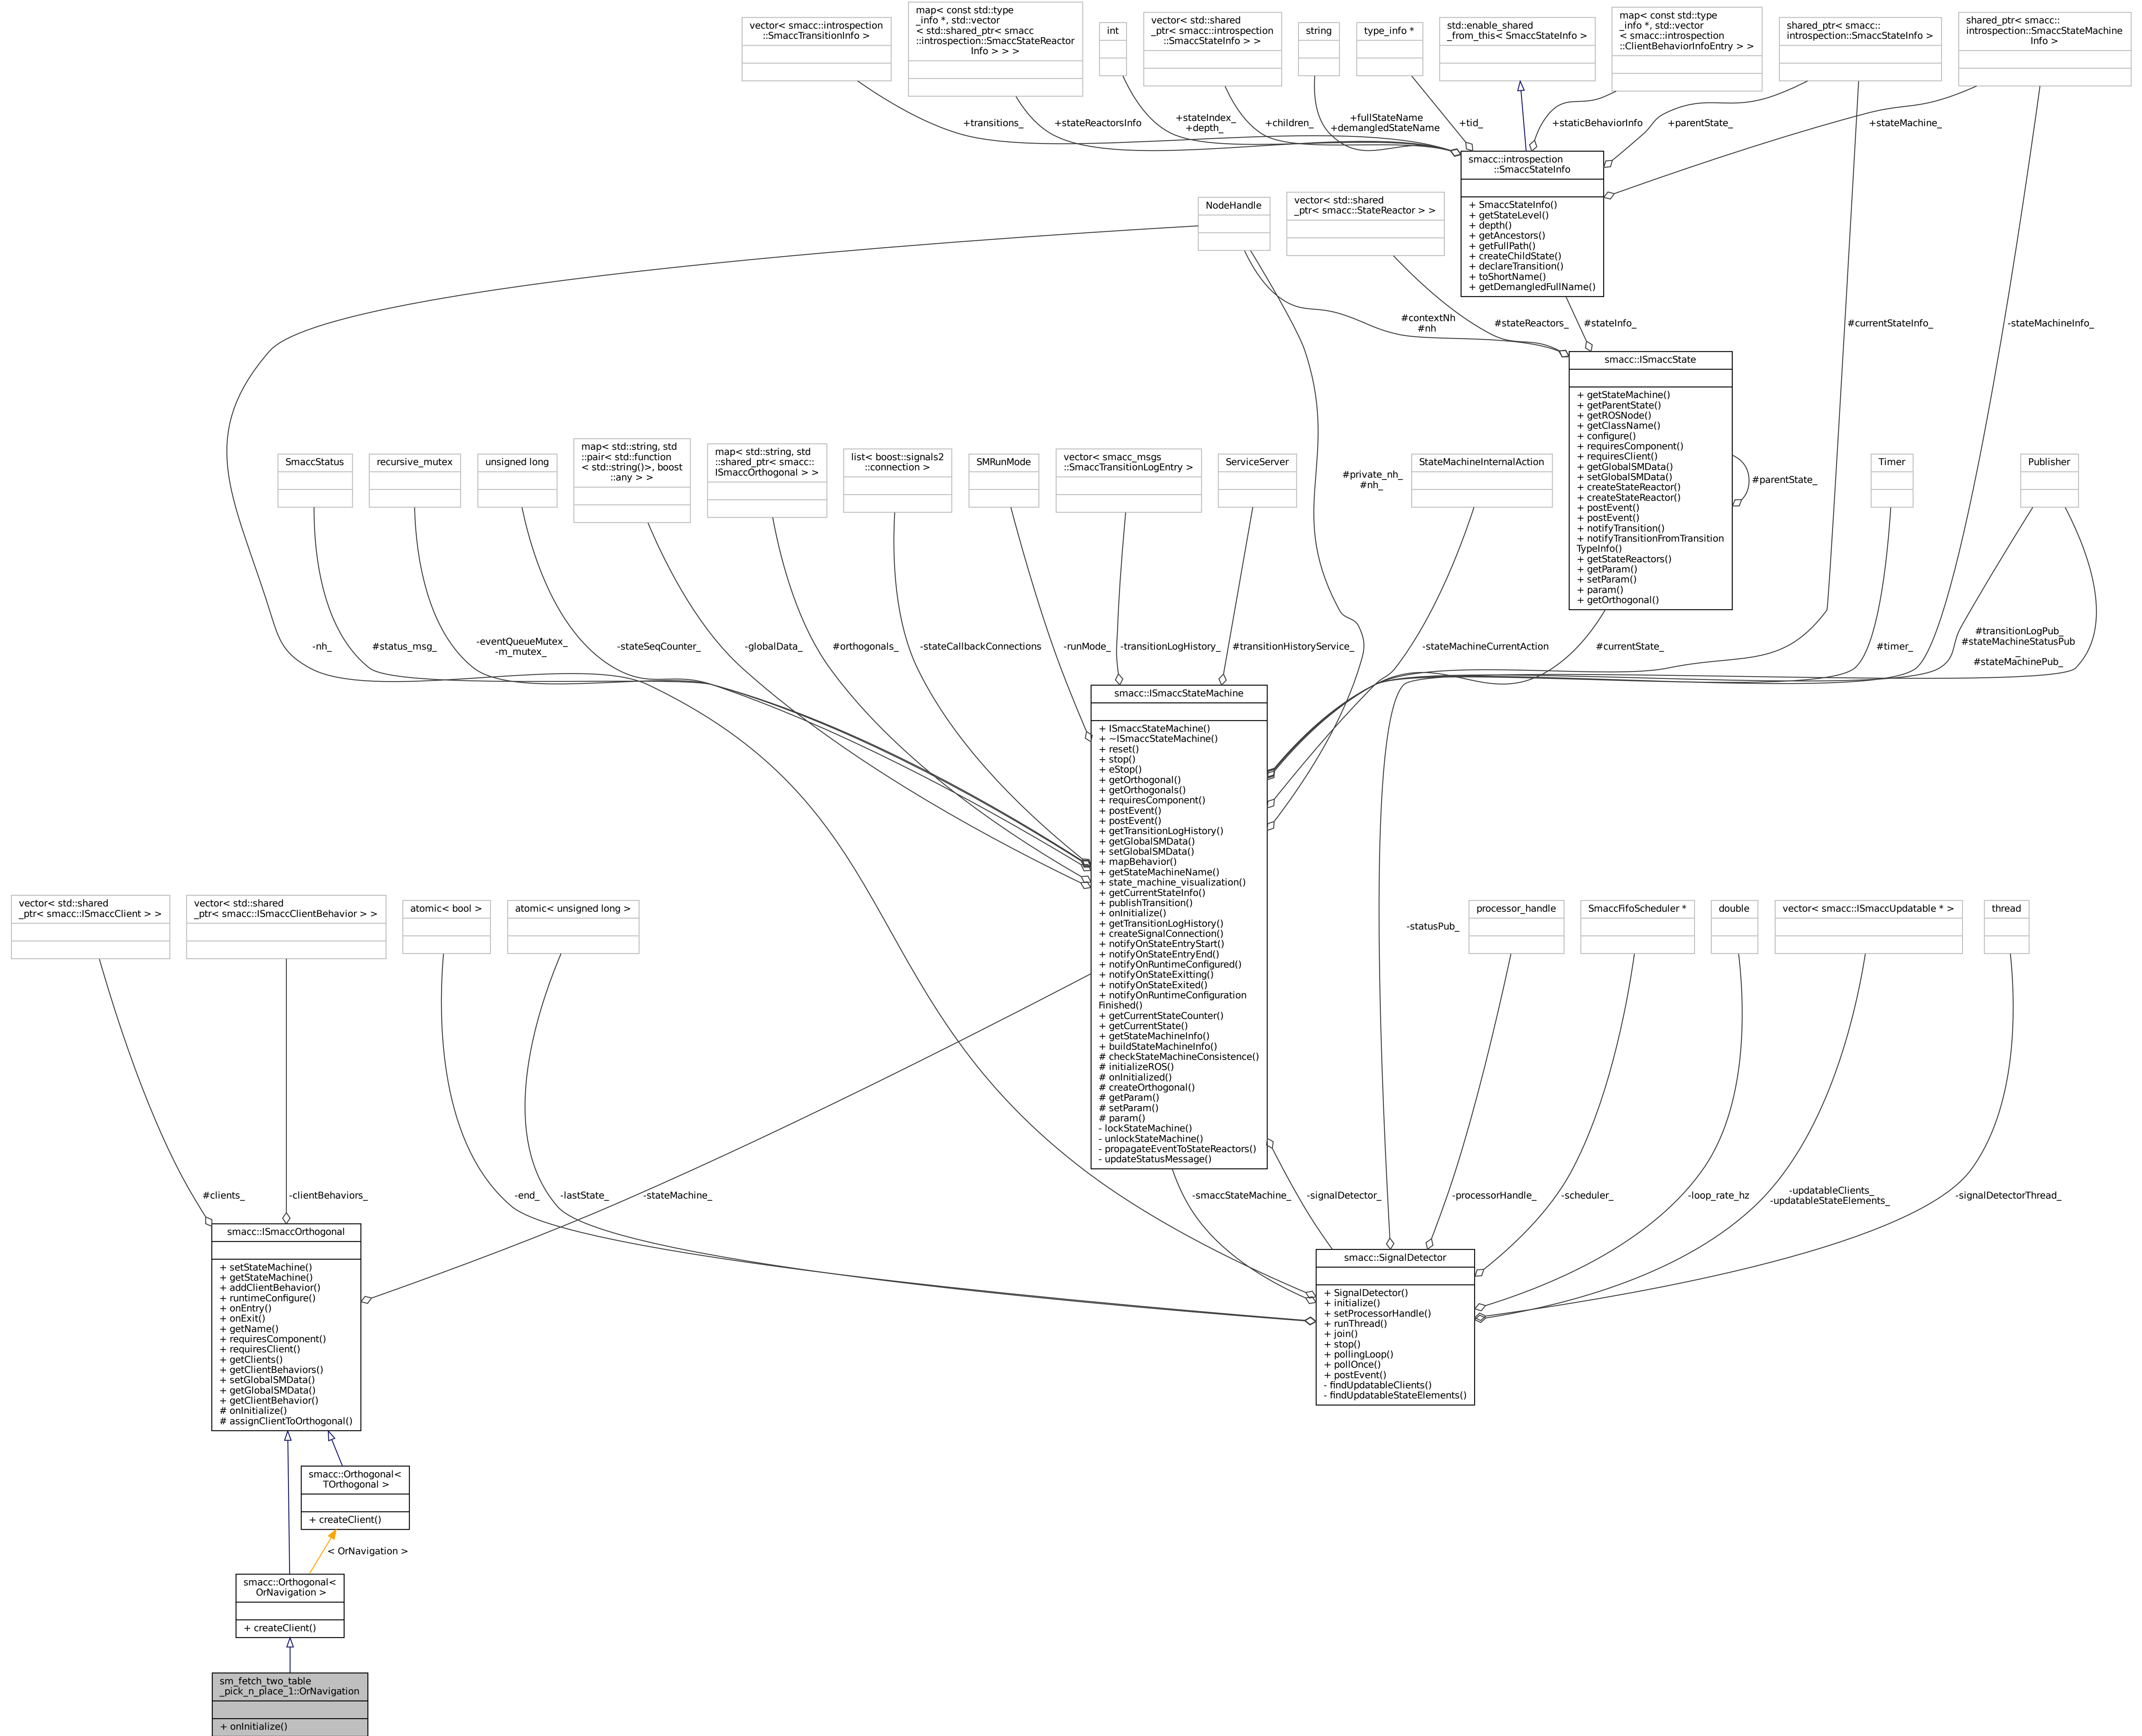 vector< smacc::introspection
::SmaccTransitionInfo >
map< const std::type
_info *, std::vector
< std::shared_ptr< smacc
::introspection::SmaccStateReactor
Info > > >
int
vector< std::shared
_ptr< smacc::introspection
::SmaccStateInfo > >
string
type_info *
std::enable_shared
_from_this< SmaccStateInfo >
map< const std::type
_info *, std::vector
< smacc::introspection
::ClientBehaviorInfoEntry > >
shared_ptr< smacc::
introspection::SmaccStateInfo >
shared_ptr< smacc::
introspection::SmaccStateMachine
Info >
+transitions_
+stateReactorsInfo
+stateIndex_
+depth_
+children_
+fullStateName
+demangledStateName
+tid_
+staticBehaviorInfo
+parentState_
+stateMachine_
smacc::introspection
::SmaccStateInfo
+ SmaccStateInfo()
+ getStateLevel()
+ depth()
+ getAncestors()
+ getFullPath()
+ createChildState()
+ declareTransition()
+ toShortName()
+ getDemangledFullName()
NodeHandle
vector< std::shared
_ptr< smacc::StateReactor > >
#contextNh
#nh
#stateReactors_
#stateInfo_
#currentStateInfo_
-stateMachineInfo_
smacc::ISmaccState
+ getStateMachine()
+ getParentState()
+ getROSNode()
+ getClassName()
+ configure()
+ requiresComponent()
+ requiresClient()
+ getGlobalSMData()
+ setGlobalSMData()
+ createStateReactor()
+ createStateReactor()
+ postEvent()
+ postEvent()
+ notifyTransition()
+ notifyTransitionFromTransition
TypeInfo()
+ getStateReactors()
+ getParam()
+ setParam()
+ param()
+ getOrthogonal()
#parentState_
SmaccStatus
recursive_mutex
unsigned long
map< std::string, std
::pair< std::function
< std::string()>, boost
::any > >
map< std::string, std
::shared_ptr< smacc::
ISmaccOrthogonal > >
list< boost::signals2
::connection >
SMRunMode
vector< smacc_msgs
::SmaccTransitionLogEntry >
ServiceServer
#private_nh_
#nh_
StateMachineInternalAction
Timer
Publisher
-nh_
#status_msg_
-eventQueueMutex_
-m_mutex_
-stateSeqCounter_
-globalData_
#orthogonals_
-stateCallbackConnections
-runMode_
-transitionLogHistory_
#transitionHistoryService_
-stateMachineCurrentAction
#currentState_
#timer_
#transitionLogPub_
#stateMachineStatusPub
_
#stateMachinePub_
smacc::ISmaccStateMachine
+ ISmaccStateMachine()
+ ~ISmaccStateMachine()
+ reset()
+ stop()
+ eStop()
+ getOrthogonal()
+ getOrthogonals()
+ requiresComponent()
+ postEvent()
+ postEvent()
+ getTransitionLogHistory()
+ getGlobalSMData()
+ setGlobalSMData()
+ mapBehavior()
+ getStateMachineName()
+ state_machine_visualization()
+ getCurrentStateInfo()
+ publishTransition()
+ onInitialize()
+ getTransitionLogHistory()
+ createSignalConnection()
+ notifyOnStateEntryStart()
+ notifyOnStateEntryEnd()
+ notifyOnRuntimeConfigured()
+ notifyOnStateExitting()
+ notifyOnStateExited()
+ notifyOnRuntimeConfiguration
Finished()
+ getCurrentStateCounter()
+ getCurrentState()
+ getStateMachineInfo()
+ buildStateMachineInfo()
# checkStateMachineConsistence()
# initializeROS()
# onInitialized()
# createOrthogonal()
# getParam()
# setParam()
# param()
- lockStateMachine()
- unlockStateMachine()
- propagateEventToStateReactors()
- updateStatusMessage()
vector< std::shared
_ptr< smacc::ISmaccClient > >
vector< std::shared
_ptr< smacc::ISmaccClientBehavior > >
atomic< bool >
atomic< unsigned long >
-statusPub_
processor_handle
SmaccFifoScheduler *
double
vector< smacc::ISmaccUpdatable * >
thread
#clients_
-clientBehaviors_
-end_
-lastState_
-stateMachine_
-smaccStateMachine_
-signalDetector_
-processorHandle_
-scheduler_
-loop_rate_hz
-updatableClients_
-updatableStateElements_
-signalDetectorThread_
smacc::ISmaccOrthogonal
+ setStateMachine()
+ getStateMachine()
+ addClientBehavior()
+ runtimeConfigure()
+ onEntry()
+ onExit()
+ getName()
+ requiresComponent()
+ requiresClient()
+ getClients()
+ getClientBehaviors()
+ setGlobalSMData()
+ getGlobalSMData()
+ getClientBehavior()
# onInitialize()
# assignClientToOrthogonal()
smacc::SignalDetector
+ SignalDetector()
+ initialize()
+ setProcessorHandle()
+ runThread()
+ join()
+ stop()
+ pollingLoop()
+ pollOnce()
+ postEvent()
- findUpdatableClients()
- findUpdatableStateElements()
smacc::Orthogonal<
TOrthogonal >
+ createClient()
< OrNavigation >
smacc::Orthogonal<
OrNavigation >
+ createClient()
sm_fetch_two_table
_pick_n_place_1::OrNavigation
+ onInitialize()